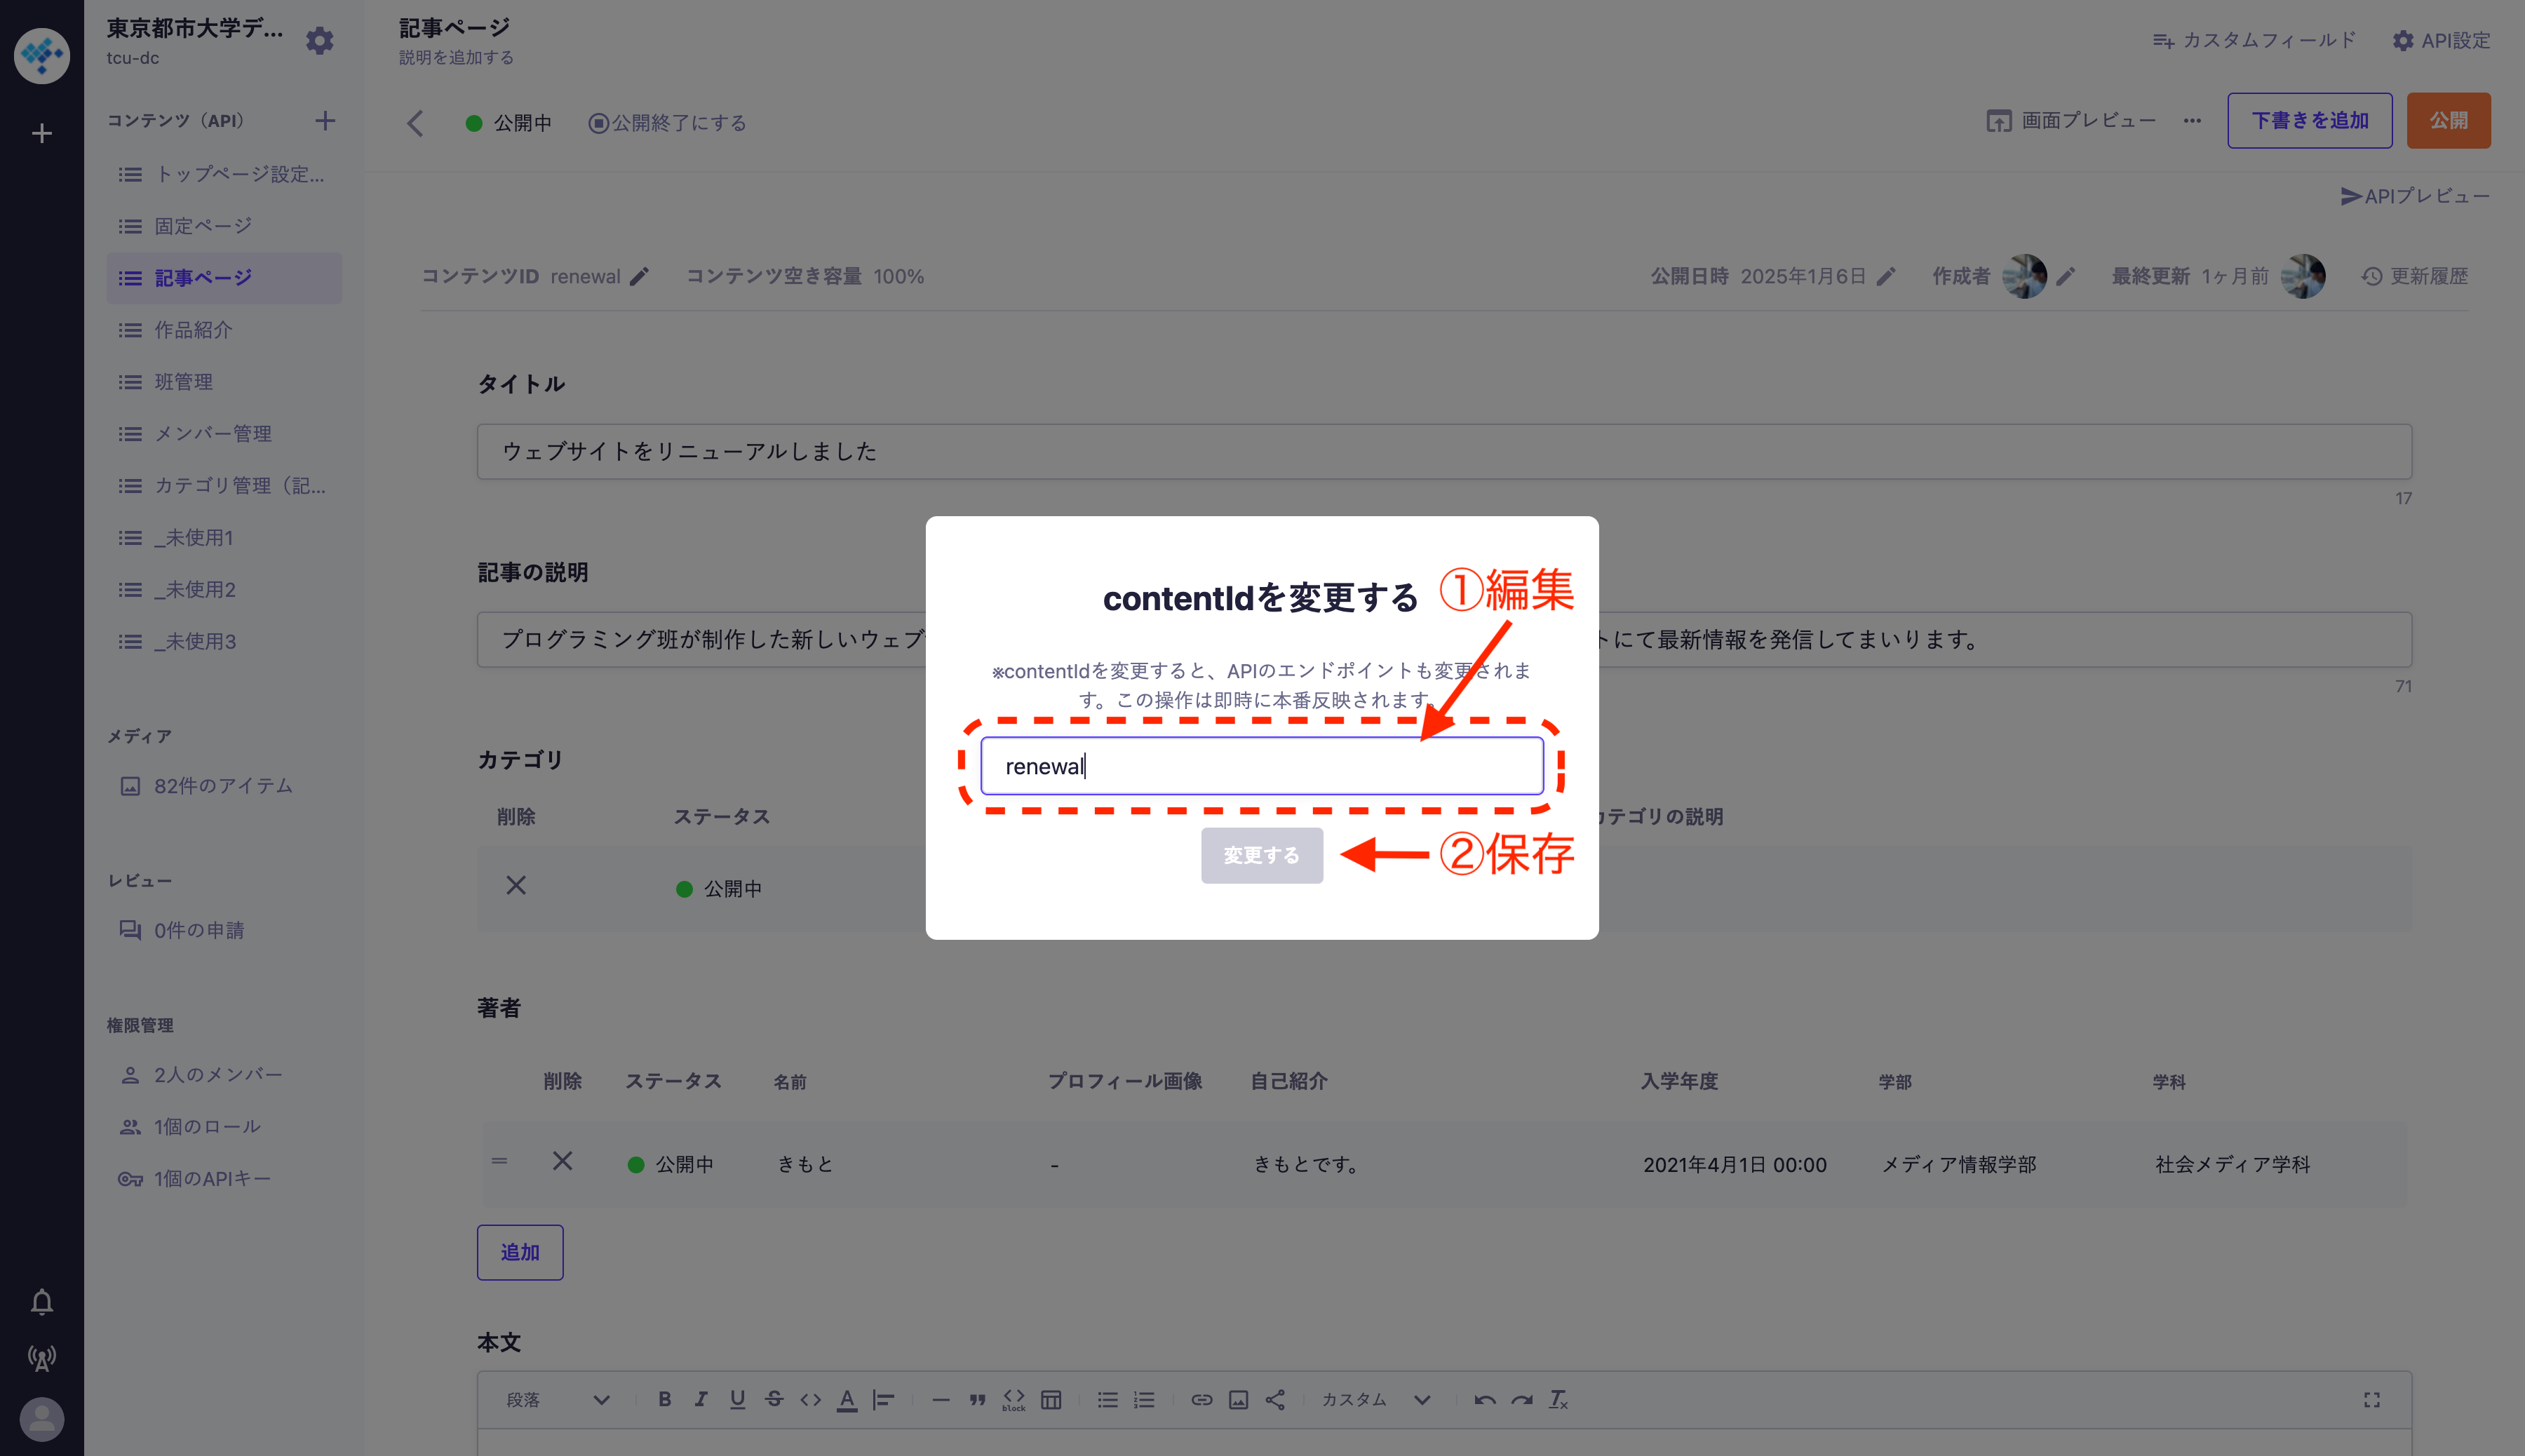 東京都市大学デ...
tcu-dc
コンテンツ（API）
トップページ設定...
固定ページ
記事ページ
作品紹介
班管理
メンバー管理
カテゴリ管理（記...
_未使用1
_未使用2
_未使用3
メディア
82件のアイテム
レビュー
0件の申請
権限管理
2人のメンバー
1個のロール
1個のAPIキー
記事ページ
説明を追加する
カスタムフィールド
API設定
公開中
公開終了にする
画面プレビュー
下書きを追加
公開
APIプレビュー
コンテンツID renewal
コンテンツ空き容量 100%
公開日時 2025年1月6日
作成者
最終更新 1ヶ月前
更新履歴
タイトル
ウェブサイトをリニューアルしました
17
記事の説明
プログラミング班が制作した新しいウェブ
トにて最新情報を発信してまいります。
71
カテゴリ
削除 ステータス
カテゴリの説明
公開中
contentIdを変更する
①編集
※contentIdを変更すると、APIのエンドポイントも変更されま
す。この操作は即時に本番反映されます。
renewal
変更する
②保存
著者
削除 ステータス 名前 プロフィール画像 自己紹介 入学年度 学部 学科
公開中 きもと - きもとです。 2021年4月1日 00:00 メディア情報学部 社会メディア学科
追加
本文
段落
block
カスタム